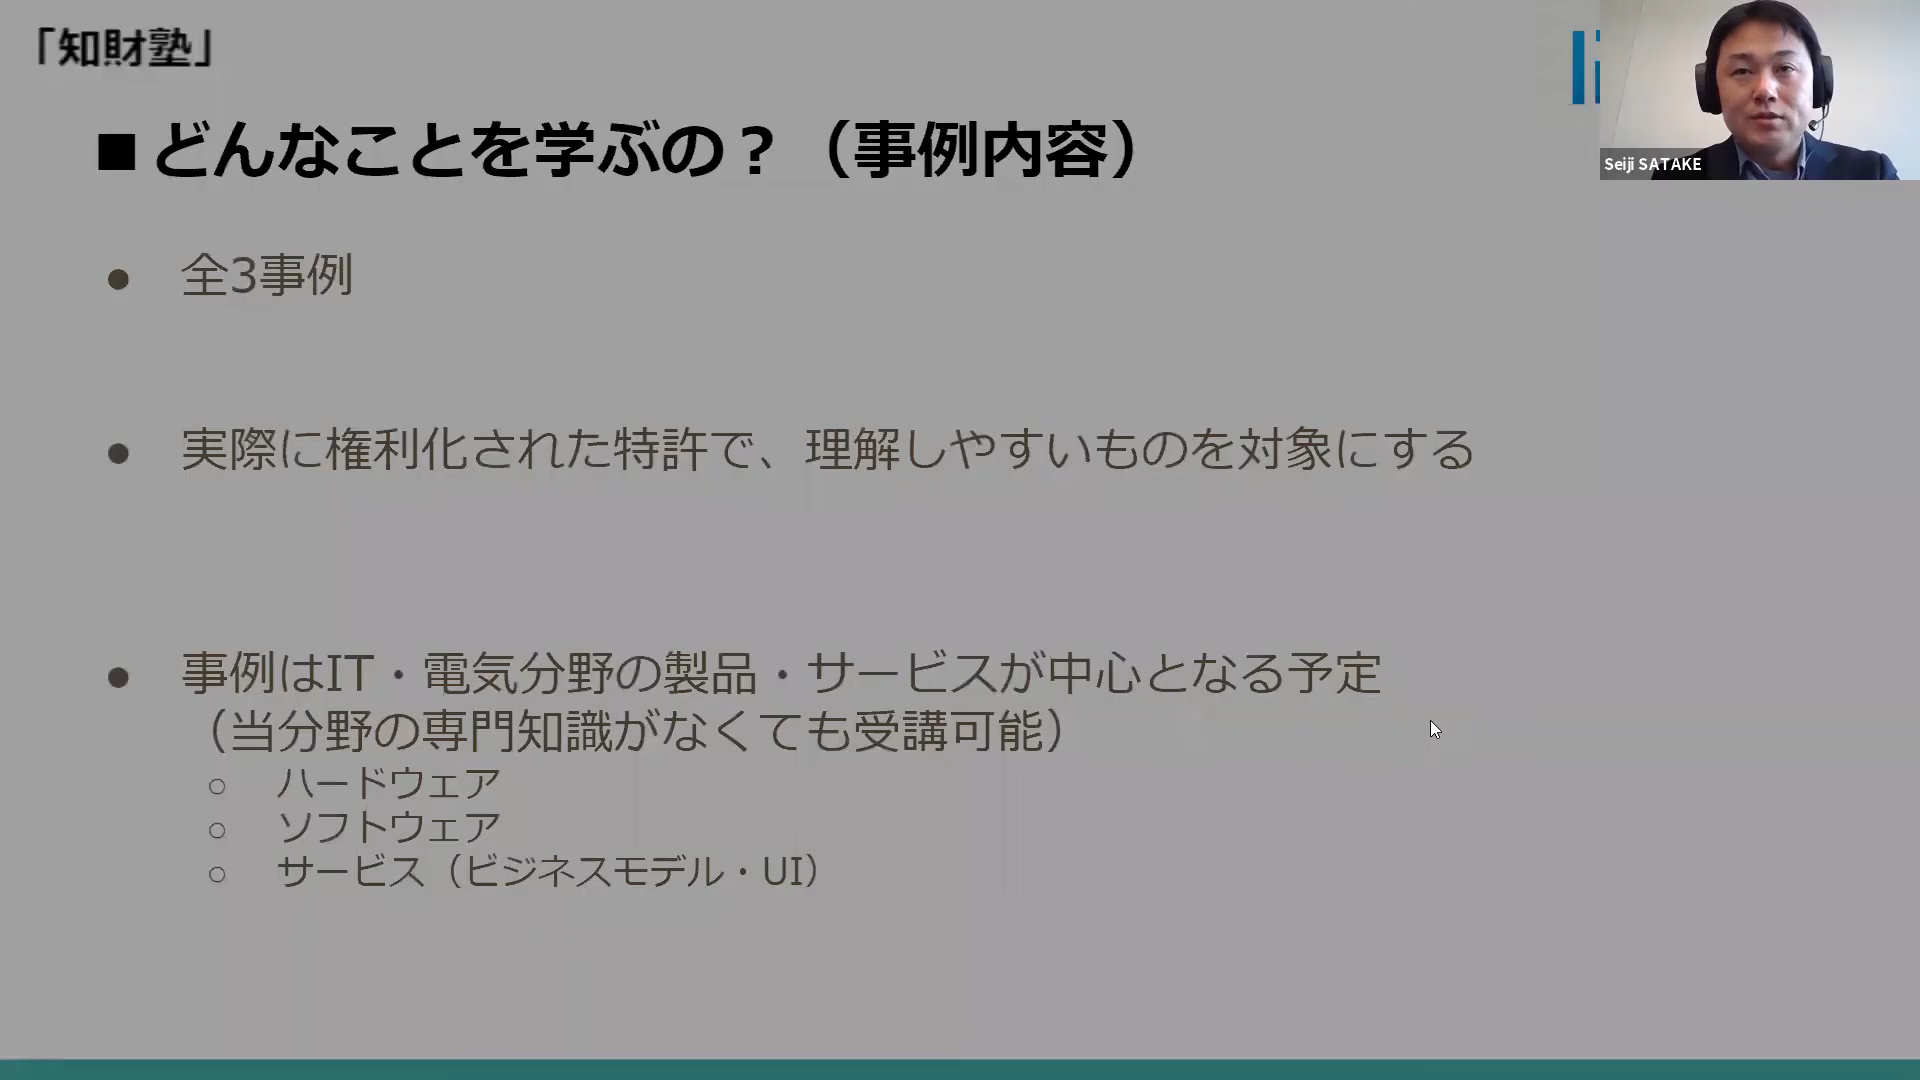 「知財塾」
■どんなことを学ぶの？（事例内容）
● 全3事例
● 実際に権利化された特許で、理解しやすいものを対象にする
● 事例はIT・電気分野の製品・サービスが中心となる予定
（当分野の専門知識がなくても受講可能）
○ ハードウェア
○ ソフトウェア
○ サービス（ビジネスモデル・UI）
Seiji SATAKE